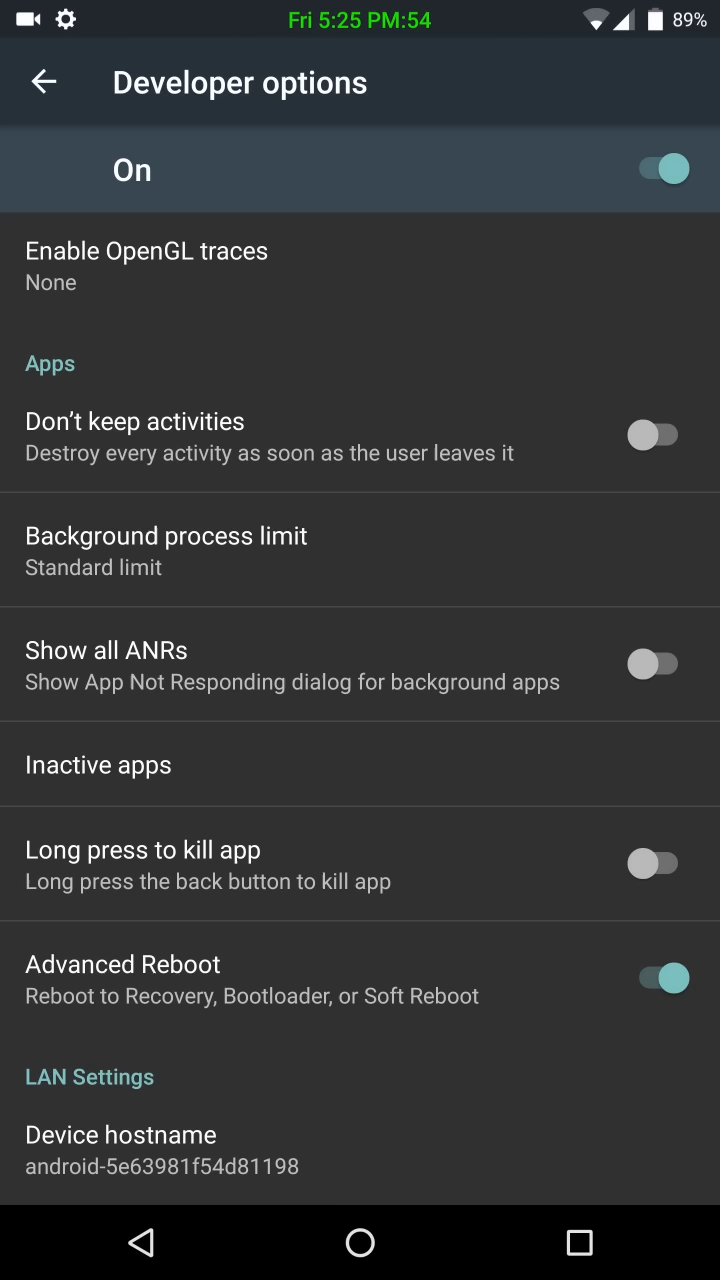 Fri 5:25 PM:54
89%
Developer options
On
Enable OpenGL traces
None
Apps
Don’t keep activities
Destroy every activity as soon as the user leaves it
Background process limit
Standard limit
Show all ANRs
Show App Not Responding dialog for background apps
Inactive apps
Long press to kill app
Long press the back button to kill app
Advanced Reboot
Reboot to Recovery, Bootloader, or Soft Reboot
LAN Settings
Device hostname
android-5e63981f54d81198